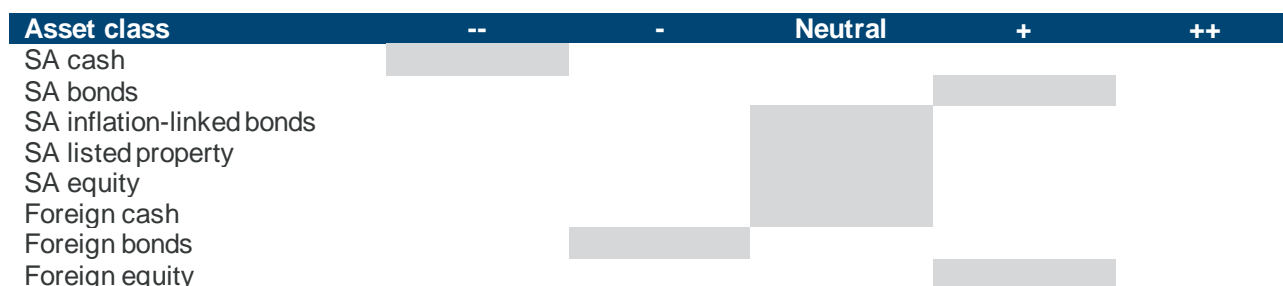 Asset class -- - Neutral + ++
SA cash
SA bonds
SA inflation-linked bonds
SA listed property
SA equity
Foreign cash
Foreign bonds
Foreign equity